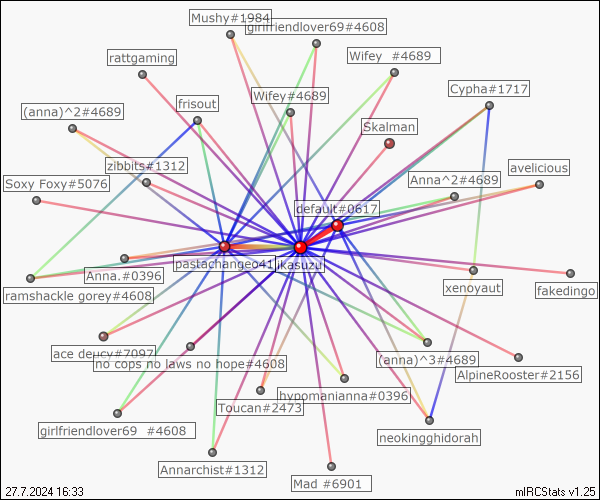 Mushy#1984
girlfriendlover69#4608
rattgaming
Wifey  #4689
Cypha#1717
Wifey#4689
frisout
(anna)^2#4689
Skalman
zibbits#1312
avelicious
Soxy Foxy#5076
Anna^2#4689
default#0617
pastachangeo41
ikasuzu
Anna.#0396
xenoyaut
fakedingo
ramshackle gorey#4608
ace deucy#7097
no cops no laws no hope#4608
(anna)^3#4689
AlpineRooster#2156
hypomanianna#0396
Toucan#2473
girlfriendlover69  #4608
neokingghidorah
Annarchist#1312
Mad #6901
27.7.2024 16:33
mIRCStats v1.25